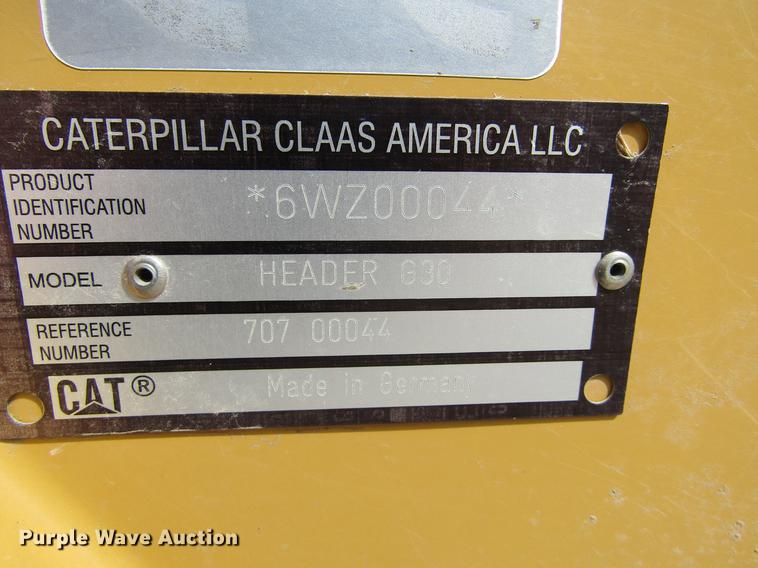 CATERPILLAR CLAAS AMERICA LLC
PRODUCT
IDENTIFICATION
NUMBER
*6WZ00044*
MODEL
HEADER G30
REFERENCE
NUMBER
707 00044
CAT®
Made in Germany
Purple Wave Auction